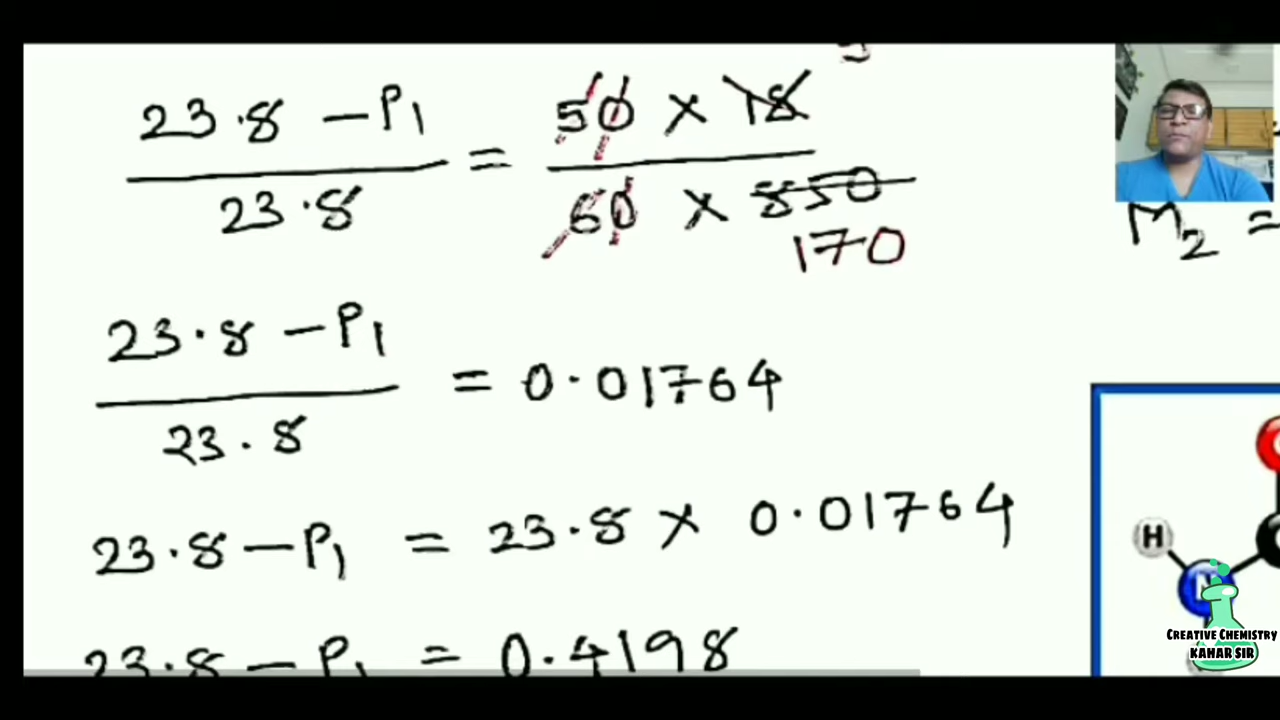 23.8 - P1 / 23.8 = 50 × 18 / 60 × 850
170
23.8 - P1 / 23.8 = 0.01764
23.8 - P1 = 23.8 × 0.01764
23.8 - P1 = 0.4198
M2 =
H
N
CREATIVE CHEMISTRY
KAHAR SIR